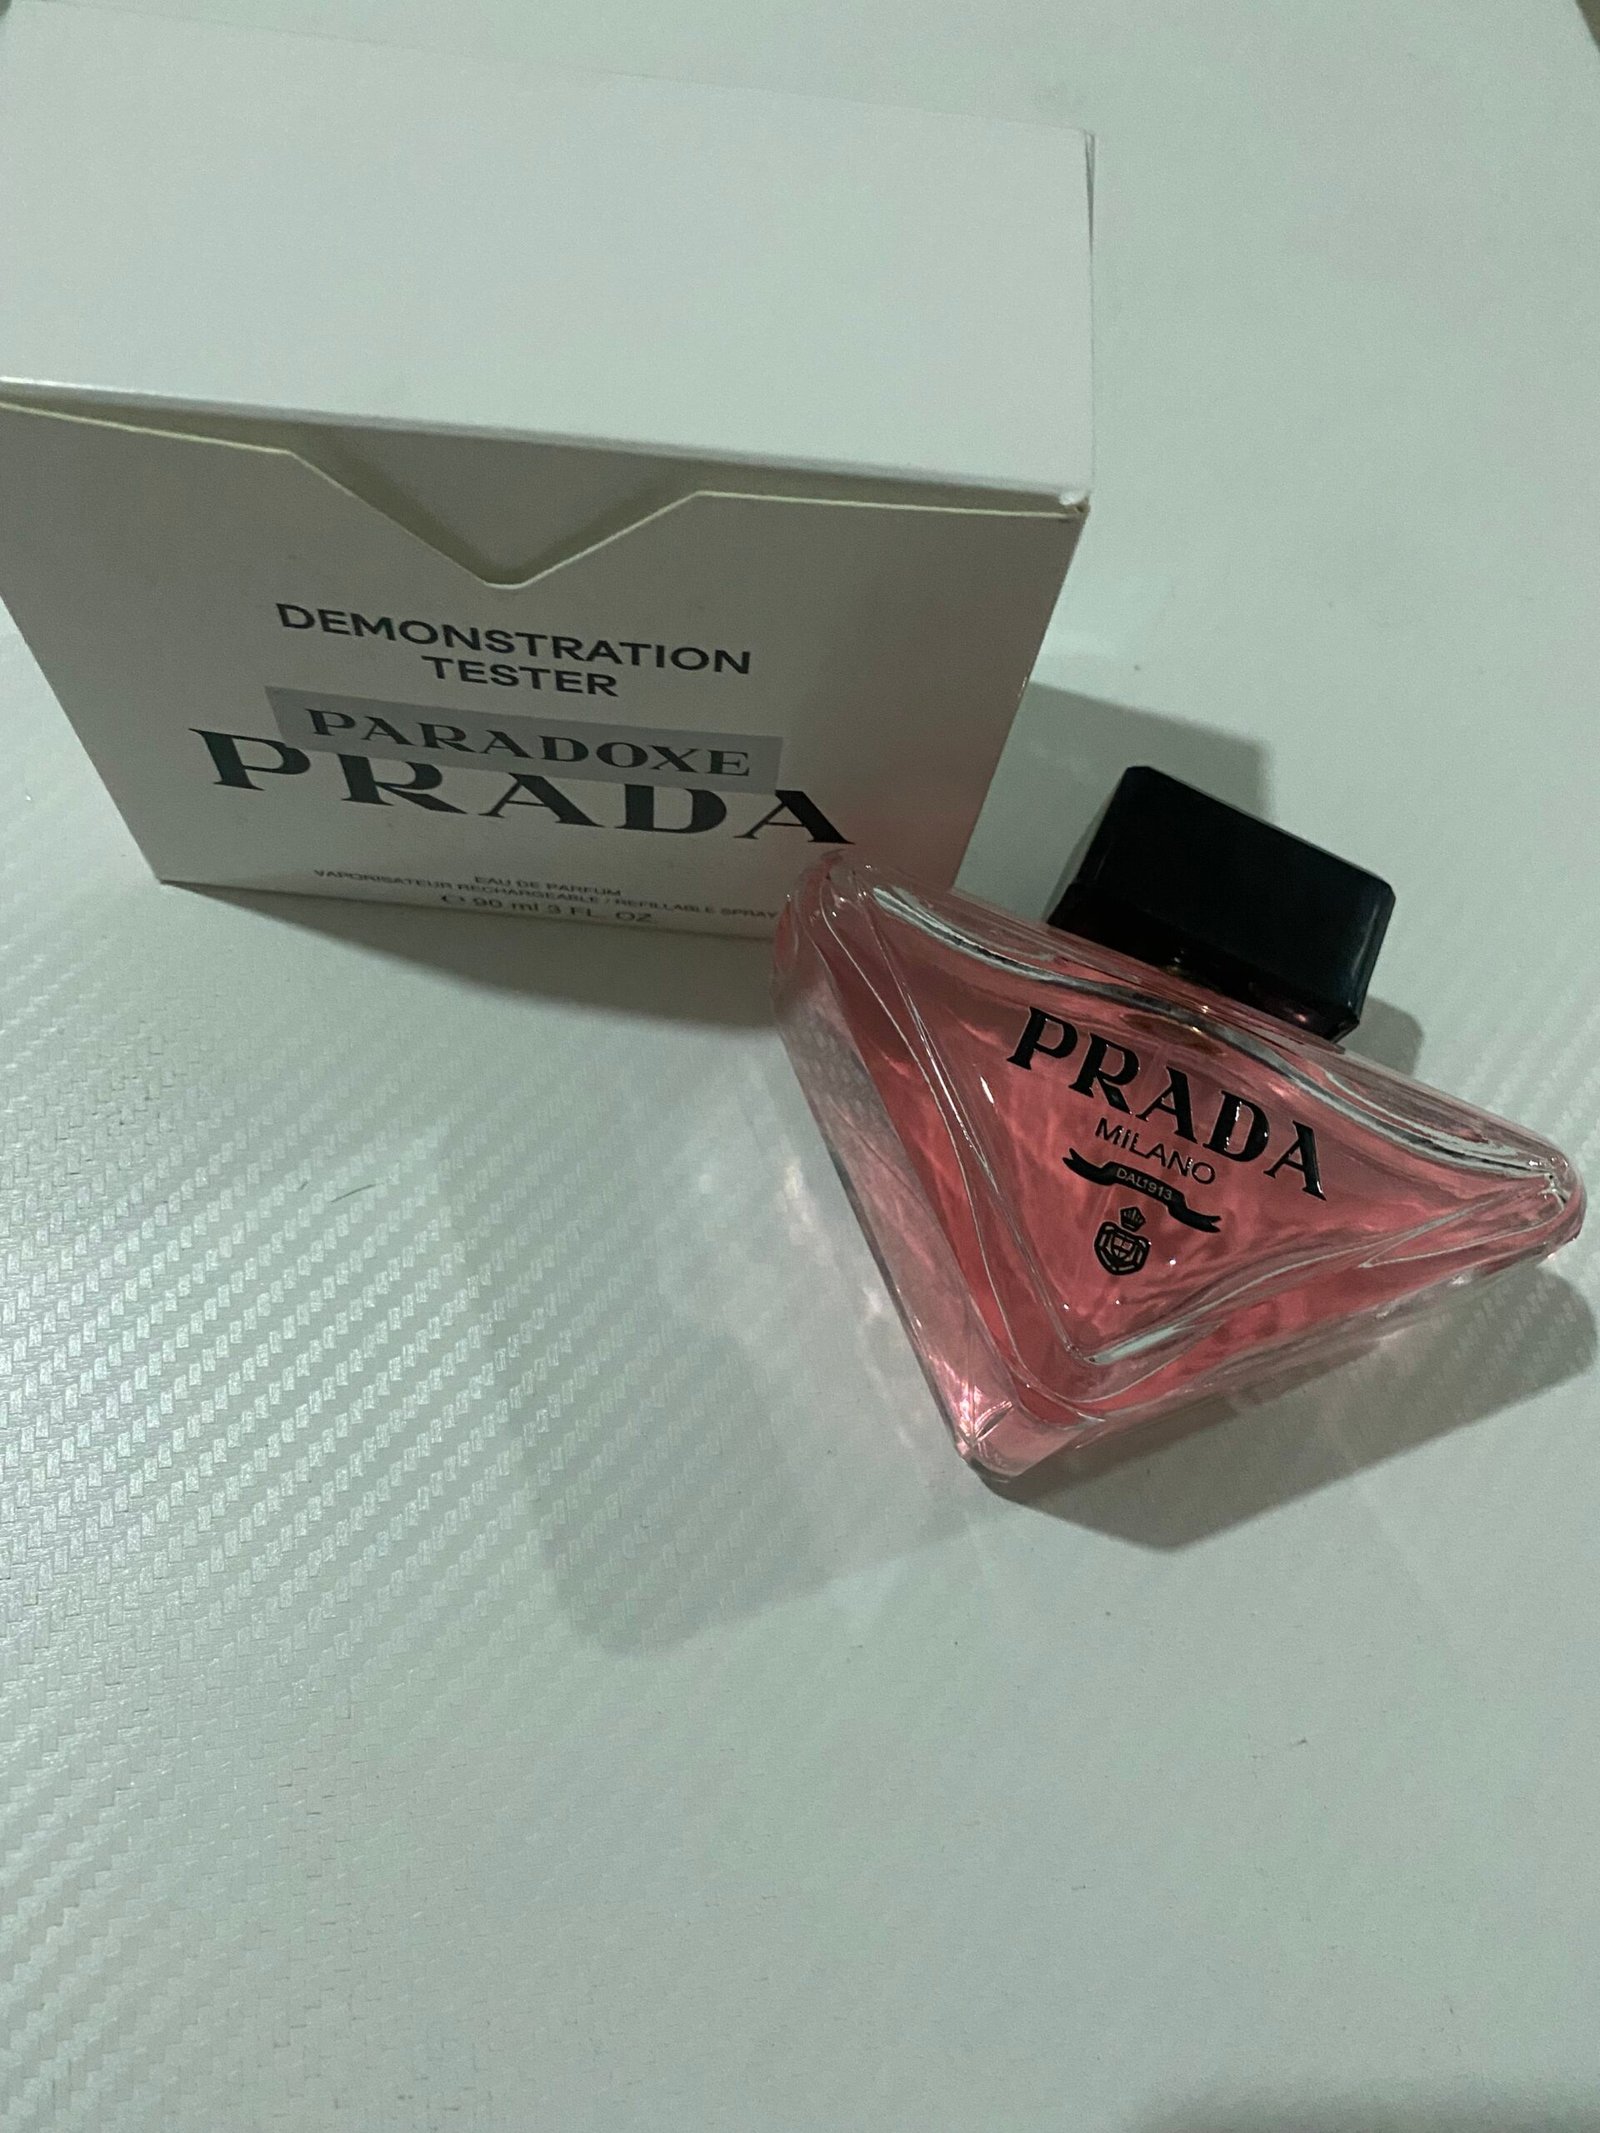 DEMONSTRATION
TESTER
PARADOXE
PRADA
EAU DE PARFUM
VAPORISATEUR RECHARGEABLE / REFILLABLE SPRAY
℮ 90 ml 3 FL. OZ.
PRADA
MILANO
DAL 1913